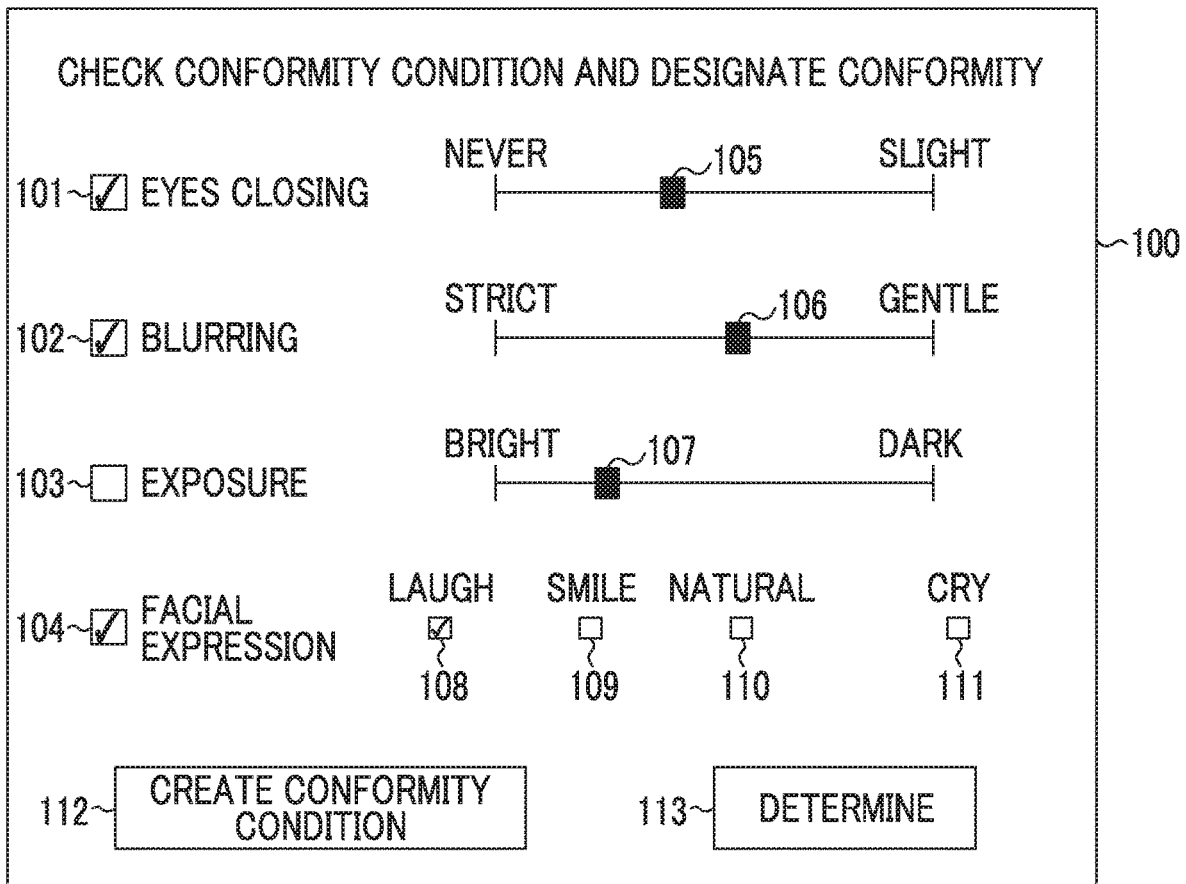 CHECK CONFORMITY CONDITION AND DESIGNATE CONFORMITY
NEVER 105 SLIGHT
101 EYES CLOSING
100
STRICT 106 GENTLE
102 BLURRING
BRIGHT 107 DARK
103 EXPOSURE
LAUGH SMILE NATURAL CRY
104 FACIAL
EXPRESSION
108 109 110 111
112 CREATE CONFORMITY
CONDITION
113 DETERMINE